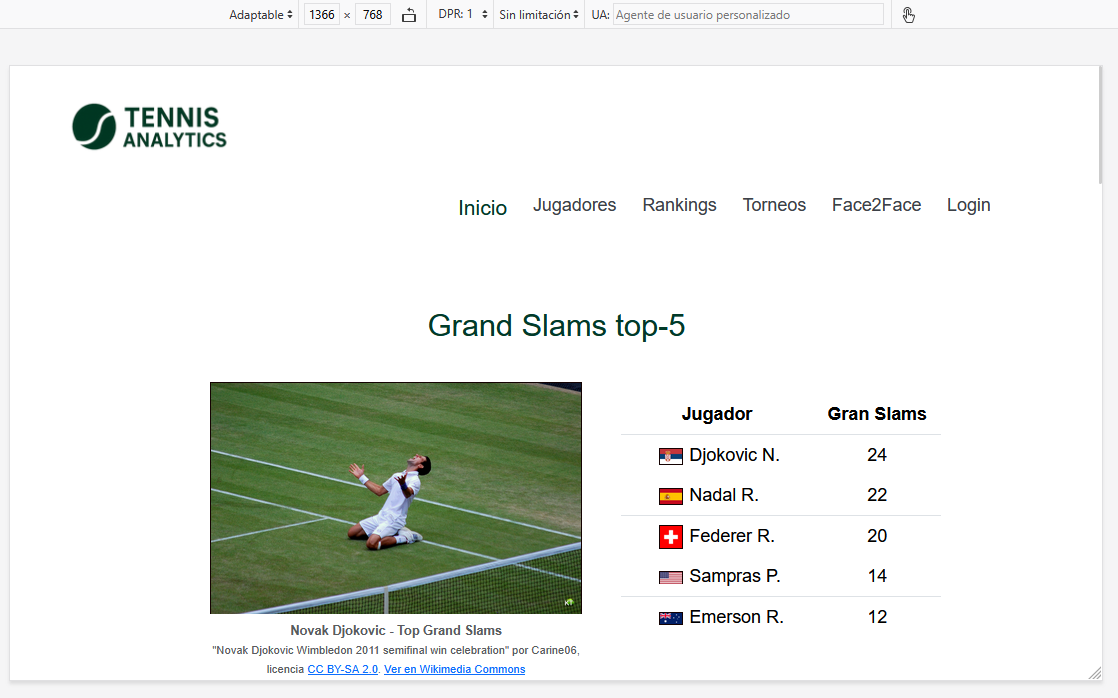 Adaptable 1366 × 768 DPR: 1 Sin limitación UA: Agente de usuario personalizado
TENNIS
ANALYTICS
Inicio Jugadores Rankings Torneos Face2Face Login
Grand Slams top-5
Jugador Gran Slams
Djokovic N. 24
Nadal R. 22
Federer R. 20
Sampras P. 14
Emerson R. 12
Novak Djokovic - Top Grand Slams
"Novak Djokovic Wimbledon 2011 semifinal win celebration" por Carine06,
licencia CC BY-SA 2.0. Ver en Wikimedia Commons